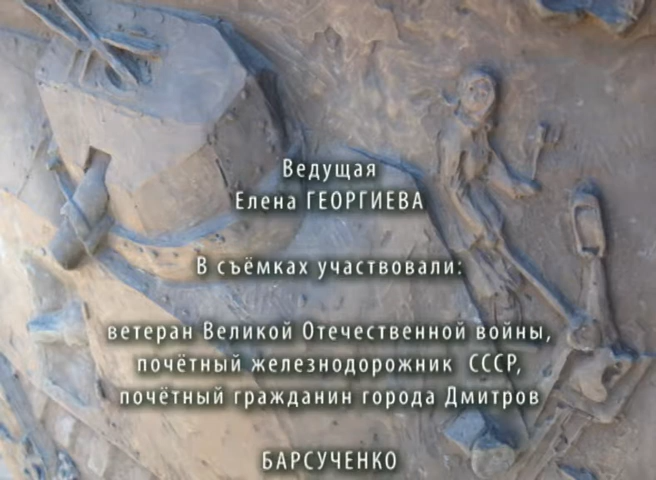 Ведущая
Елена ГЕОРГИЕВА
В съёмках участвовали:
ветеран Великой Отечественной войны,
почётный железнодорожник СССР,
почётный гражданин города Дмитров
БАРСУЧЕНКО